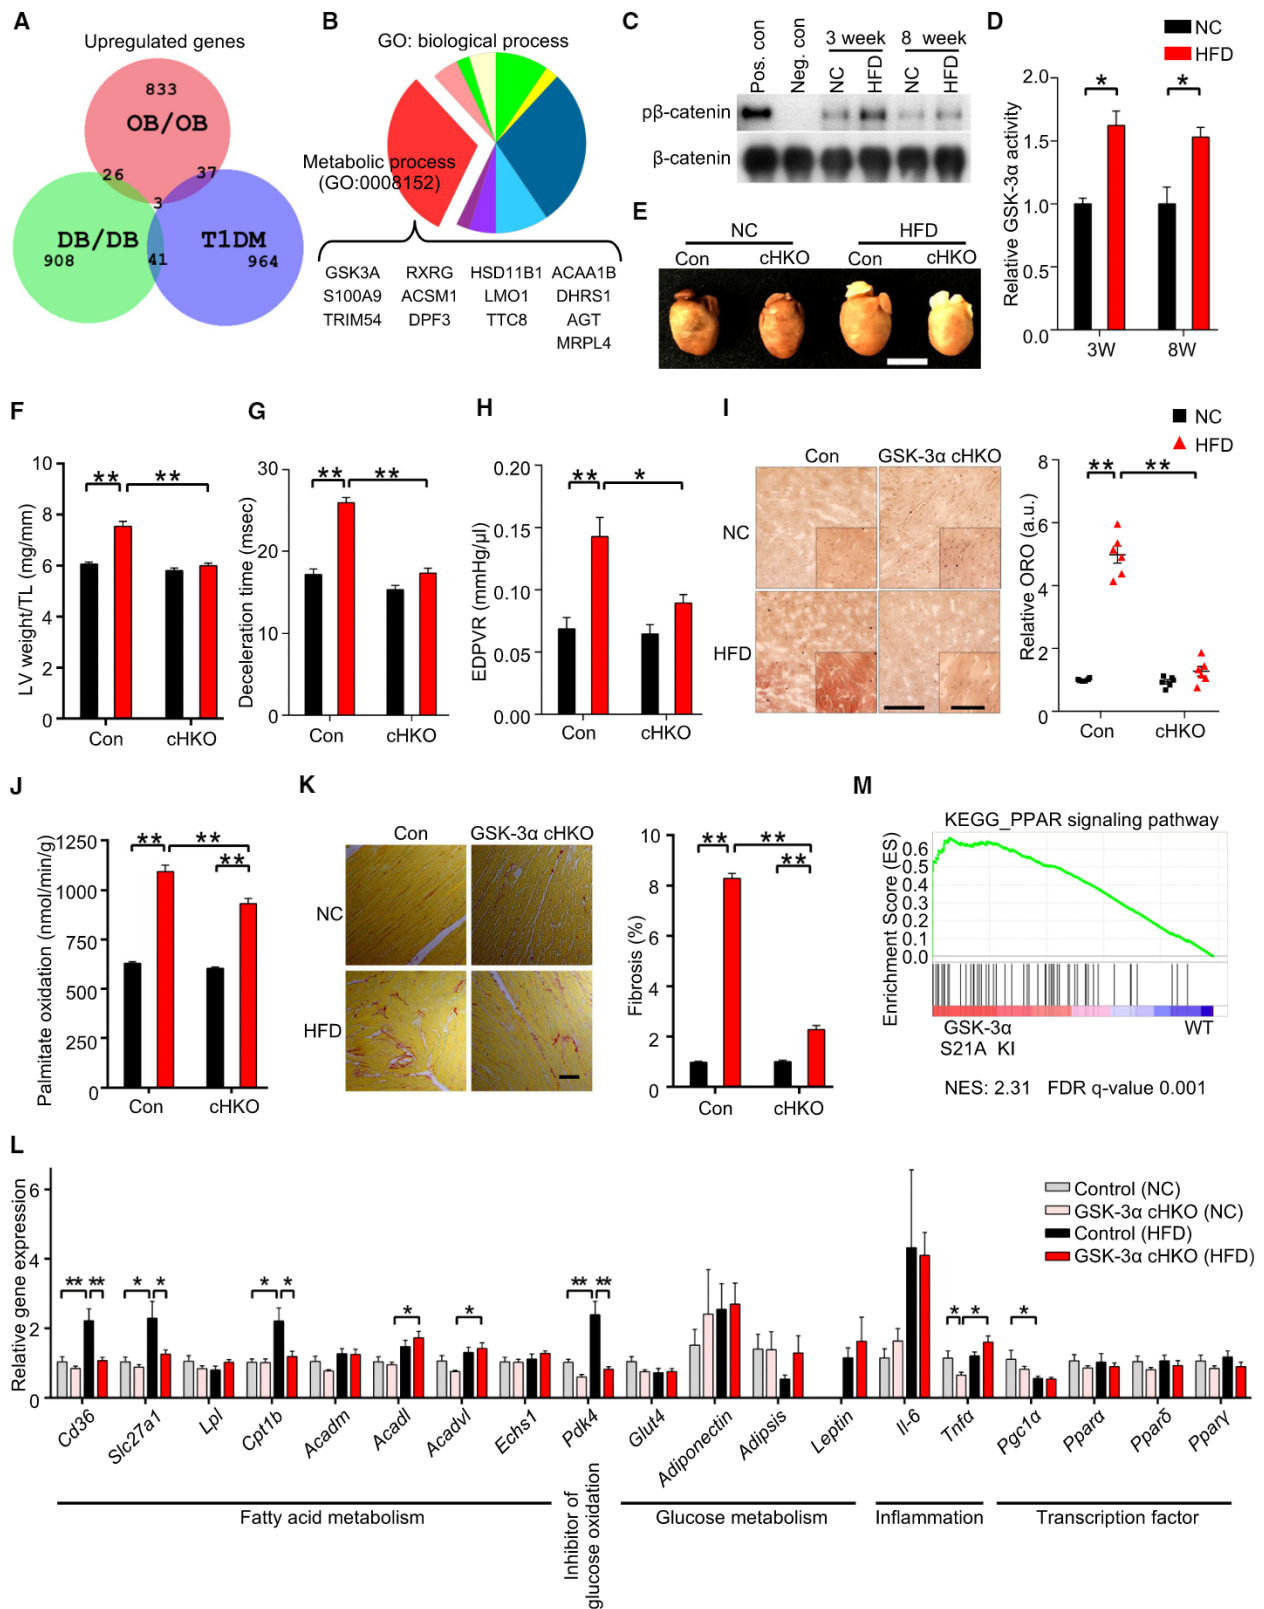 A
Upregulated genes
833
OB/OB
26
37
3
DB/DB
T1DM
908
41
964
B
GO: biological process
Metabolic process
(GO:0008152)
GSK3A RXRG HSD11B1 ACAA1B
S100A9 ACSM1 LMO1 DHRS1
TRIM54 DPF3 TTC8 AGT
MRPL4
C
Pos. con
Neg. con
3 week
8 week
NC
HFD
NC
HFD
pβ-catenin
β-catenin
D
NC
HFD
Relative GSK-3α activity
2.0
1.5
1.0
0.5
0.0
*
*
3W
8W
E
NC
HFD
Con
cHKO
Con
cHKO
F
LV weight/TL (mg/mm)
10
8
6
4
2
0
**
**
Con
cHKO
G
Deceleration time (msec)
30
20
10
0
**
**
Con
cHKO
H
EDPVR (mmHg/µl)
0.20
0.15
0.10
0.05
0.00
**
*
Con
cHKO
I
Con
GSK-3α cHKO
NC
HFD
NC
HFD
Relative ORO (a.u.)
8
6
4
2
0
**
**
Con
cHKO
J
Palmitate oxidation (nmol/min/g)
1250
1000
750
500
250
0
**
**
**
Con
cHKO
K
Con
GSK-3α cHKO
NC
HFD
Fibrosis (%)
10
8
6
4
2
0
**
**
**
Con
cHKO
M
KEGG_PPAR signaling pathway
Enrichment Score (ES)
0.6
0.5
0.4
0.3
0.2
0.1
0.0
GSK-3α
S21A KI
WT
NES: 2.31 FDR q-value 0.001
L
Relative gene expression
6
4
2
0
Control (NC)
GSK-3α cHKO (NC)
Control (HFD)
GSK-3α cHKO (HFD)
** **
* *
* *
*
*
** **
* *
*
Cd36
Slc27a1
Lpl
Cpt1b
Acadm
Acadl
Acadvl
Echs1
Pdk4
Glut4
Adiponectin
Adipsis
Leptin
Il-6
Tnfα
Pgc1α
Pparα
Pparδ
Pparγ
Fatty acid metabolism
Inhibitor of
glucose oxidation
Glucose metabolism
Inflammation
Transcription factor